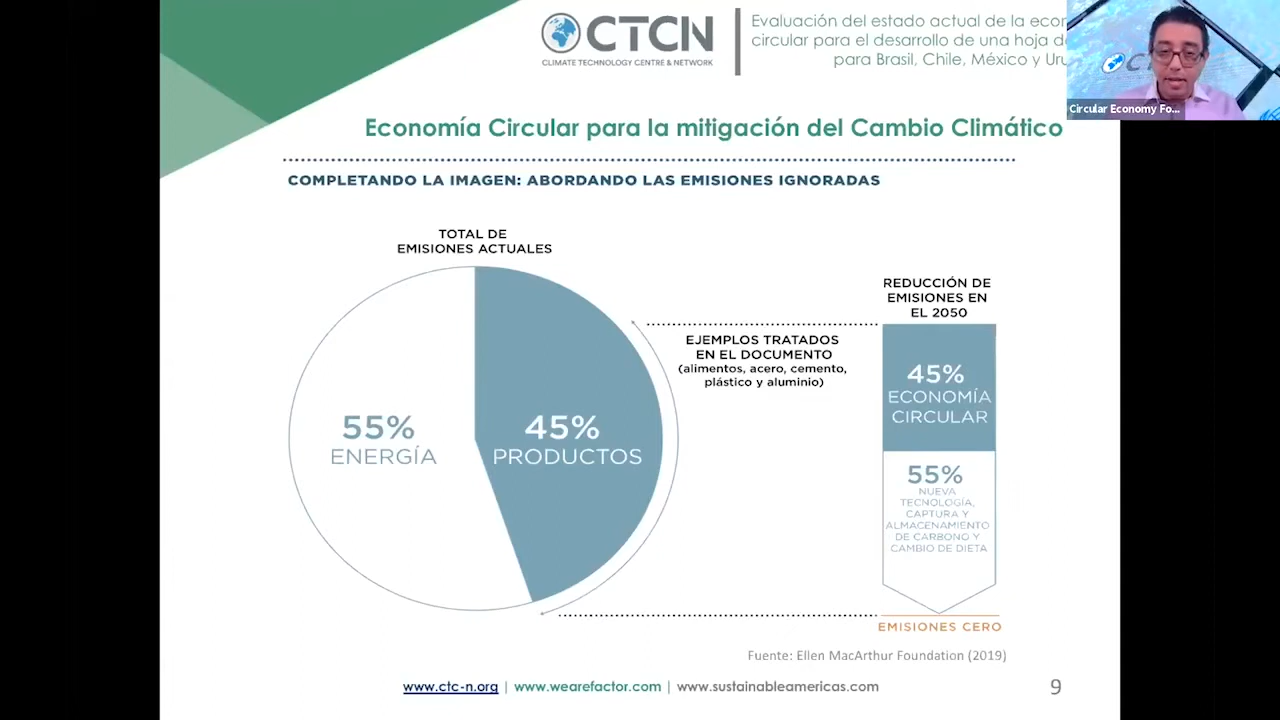 CTCN
CLIMATE TECHNOLOGY CENTRE & NETWORK
Evaluación del estado actual de la
circular para el desarrollo de una hoja
para Brasil, Chile, México y
Circular Economy Fo...
Economía Circular para la mitigación del Cambio Climático
COMPLETANDO LA IMAGEN: ABORDANDO LAS EMISIONES IGNORADAS
TOTAL DE
EMISIONES ACTUALES
55%
ENERGÍA
45%
PRODUCTOS
EJEMPLOS TRATADOS
EN EL DOCUMENTO
(alimentos, acero, cemento,
plástico y aluminio)
REDUCCIÓN DE
EMISIONES EN
EL 2050
45%
ECONOMÍA
CIRCULAR
55%
NUEVA
TECNOLOGÍA,
CAPTURA Y
ALMACENAMIENTO
DE CARBONO Y
CAMBIO DE DIETA
EMISIONES CERO
Fuente: Ellen MacArthur Foundation (2019)
www.ctc-n.org | www.wearefactor.com | www.sustainableamericas.com
9